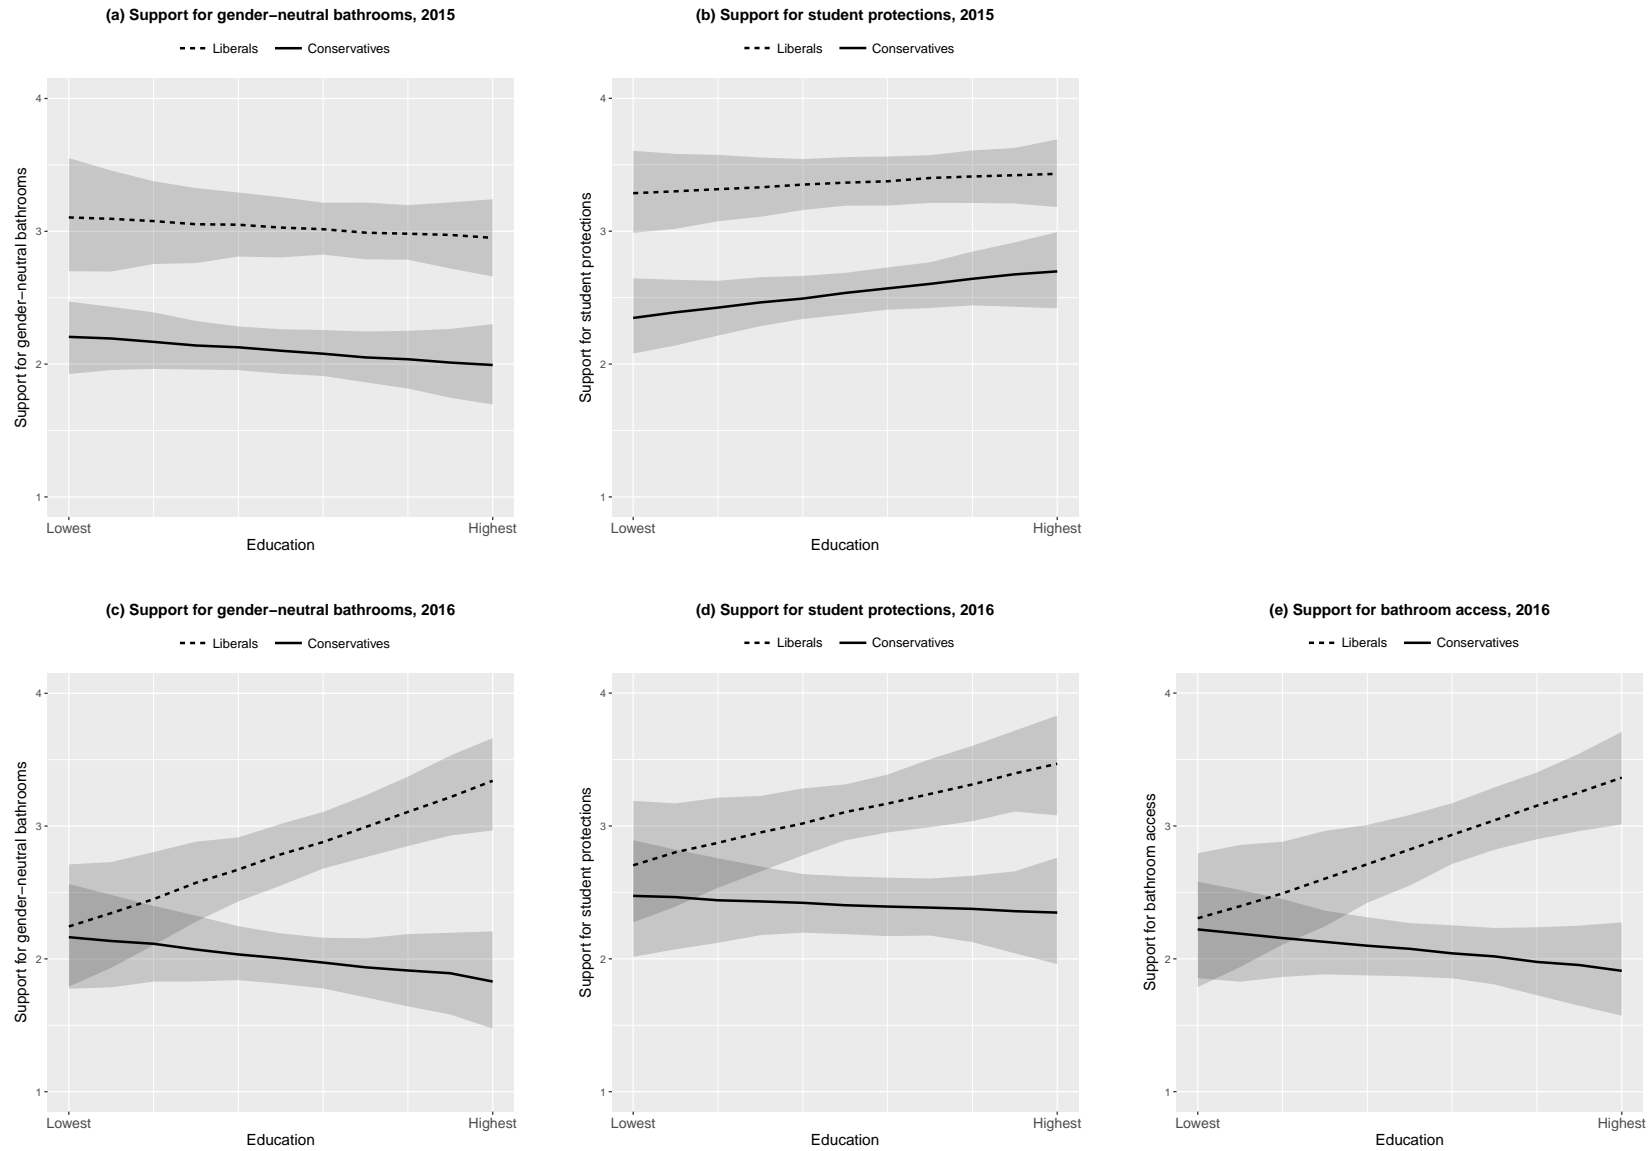 (a) Support for gender−neutral bathrooms, 2015
Liberals Conservatives
Support for gender−neutral bathrooms
4
3
2
1
Lowest Highest
Education
(b) Support for student protections, 2015
Liberals Conservatives
Support for student protections
4
3
2
1
Lowest Highest
Education
(c) Support for gender−neutral bathrooms, 2016
Liberals Conservatives
Support for gender−neutral bathrooms
4
3
2
1
Lowest Highest
Education
(d) Support for student protections, 2016
Liberals Conservatives
Support for student protections
4
3
2
1
Lowest Highest
Education
(e) Support for bathroom access, 2016
Liberals Conservatives
Support for bathroom access
4
3
2
1
Lowest Highest
Education